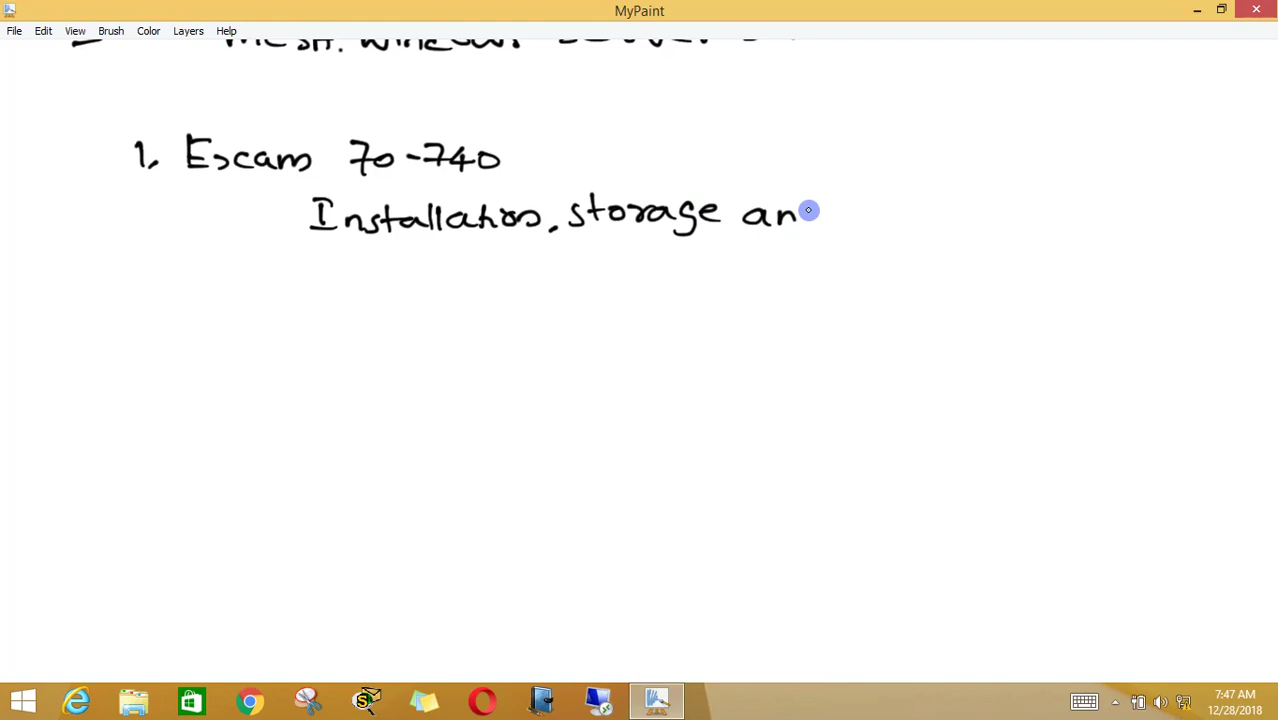 MyPaint
File Edit View Brush Color Layers Help
1. Excam 70-740
Installation, storage an
7:47 AM
12/28/2018